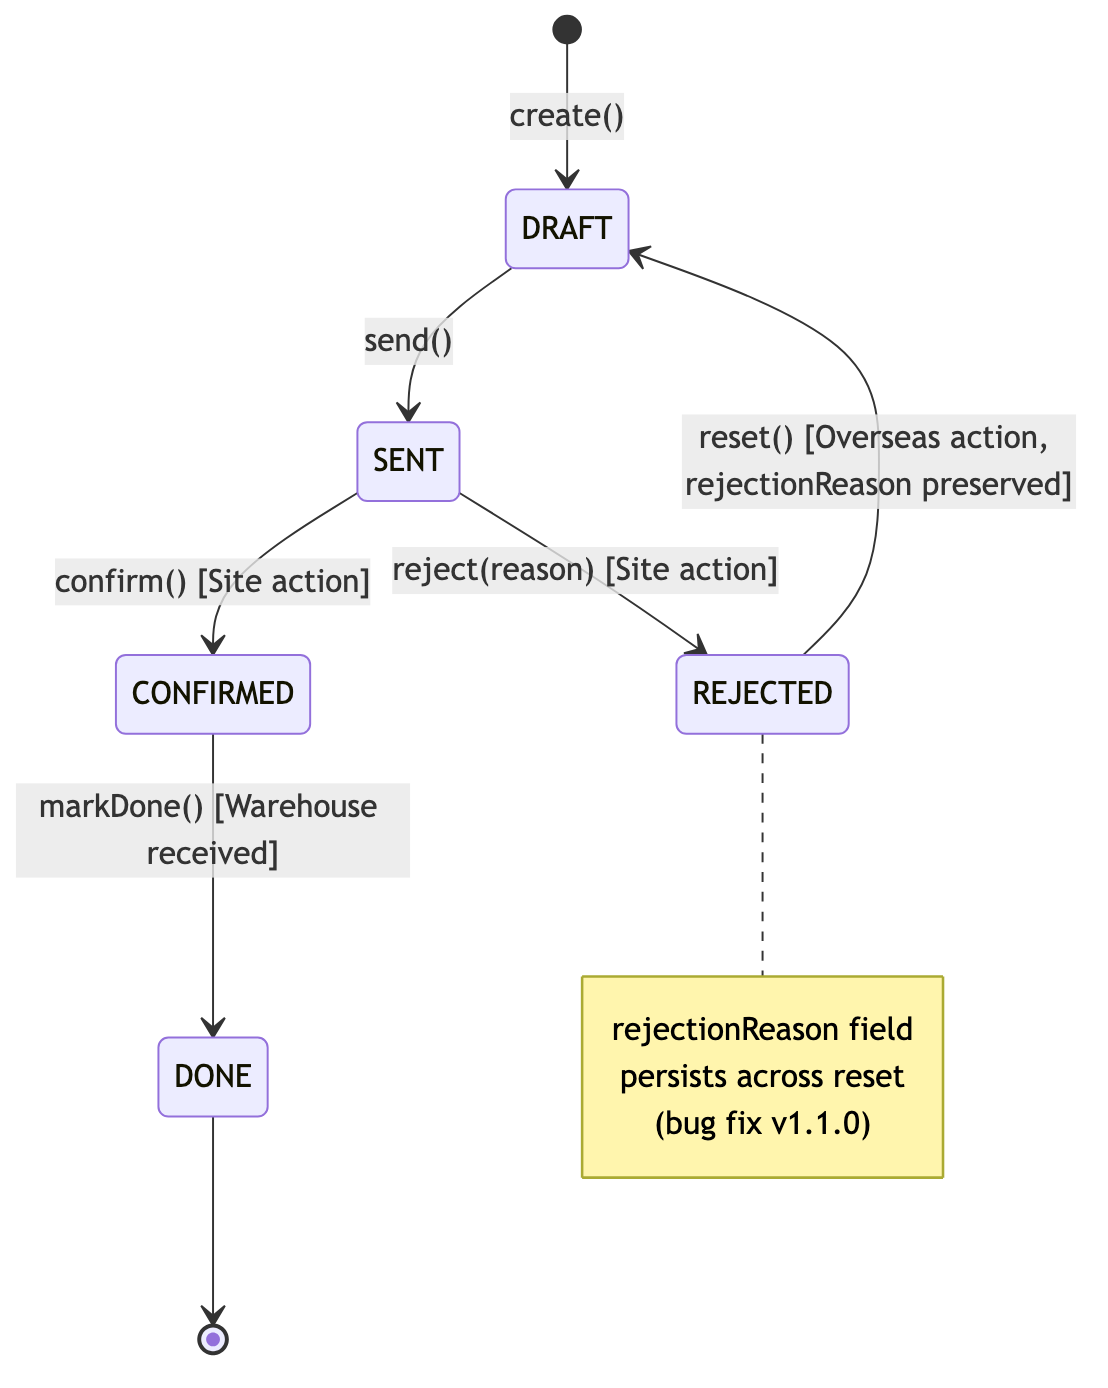 create()
DRAFT
send()
reset() [Overseas action,
rejectionReason preserved]
SENT
confirm() [Site action]
reject(reason) [Site action]
CONFIRMED
REJECTED
markDone() [Warehouse
received]
rejectionReason field
persists across reset
(bug fix v1.1.0)
DONE